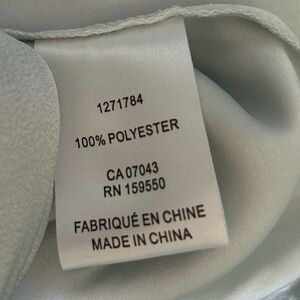 1271784
100% POLYESTER
CA 07043
RN 159550
FABRIQUÉ EN CHINE
MADE IN CHINA